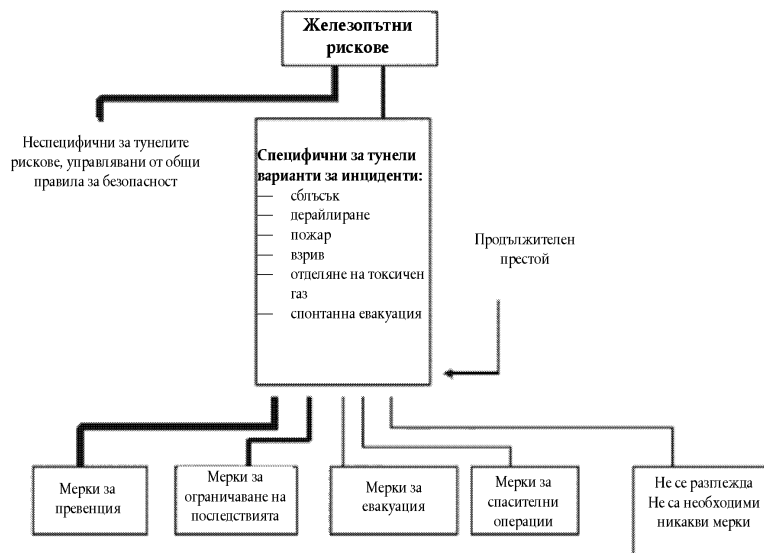 Железопътни
рискове
Неспецифични за тунелите
рискове, управлявани от общи
правила за безопасност
Специфични за тунели
варианти за инциденти:
— сблъсък
— дерайлиране
— пожар
— взрив
— отделяне на токсичен
газ
— спонтанна евакуация
Продължителен
престой
Мерки за
превенция
Мерки за
ограничаване на
последствията
Мерки за
евакуация
Мерки за
спасителни
операции
Не се разглежда
Не са необходими
никакви мерки